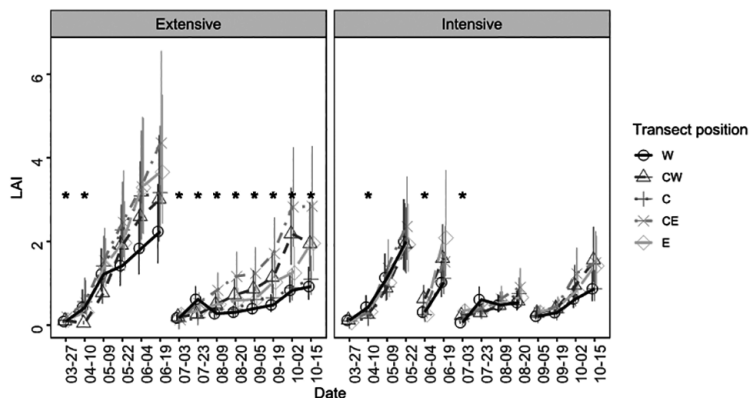 Extensive
Intensive
LAI
6
4
2
0
* * * * * * * * * *
* * *
03-27
04-10
05-09
05-22
06-04
06-19
07-03
07-23
08-09
08-20
09-05
09-19
10-02
10-15
03-27
04-10
05-09
05-22
06-04
06-19
07-03
07-23
08-09
08-20
09-05
09-19
10-02
10-15
Date
Transect position
W
CW
C
CE
E